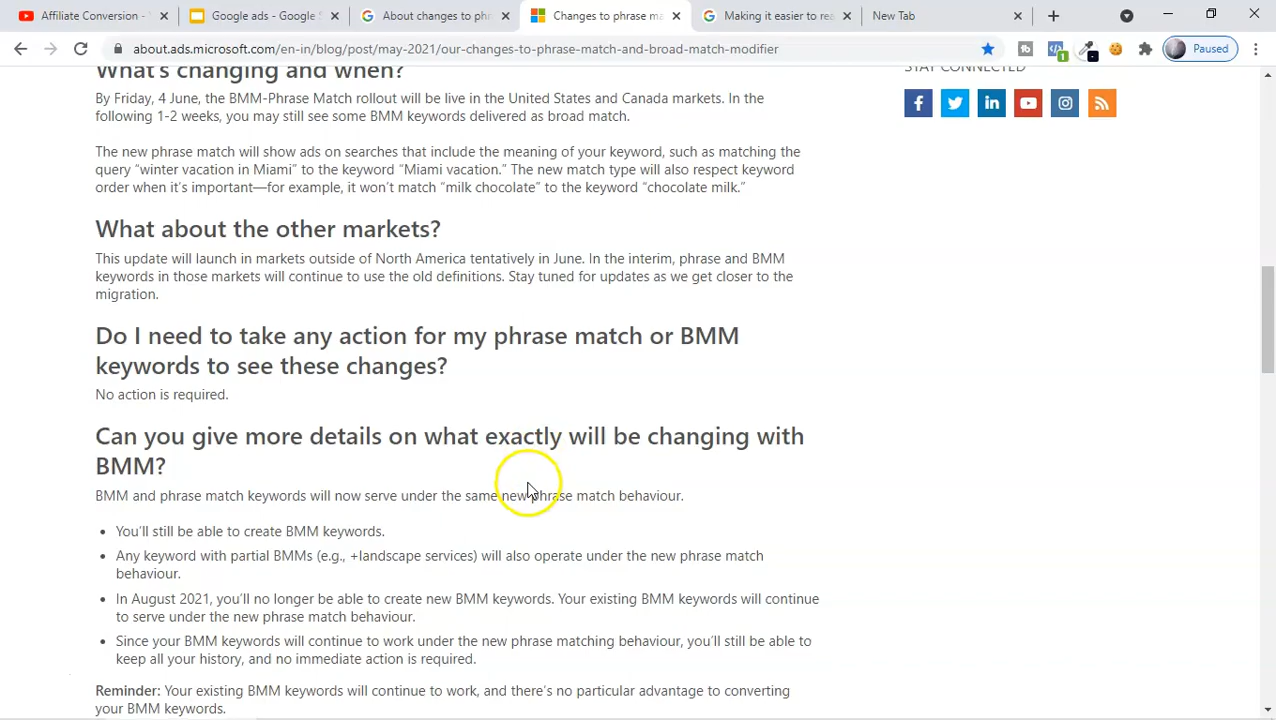 Affiliate Conversion - 
Google ads - Google S
About changes to phr
Changes to phrase ma
Making it easier to rea
New Tab
about.ads.microsoft.com/en-in/blog/post/may-2021/our-changes-to-phrase-match-and-broad-match-modifier
1
Paused
What's changing and when?
STAY CONNECTED
By Friday, 4 June, the BMM-Phrase Match rollout will be live in the United States and Canada markets. In the
following 1-2 weeks, you may still see some BMM keywords delivered as broad match.
The new phrase match will show ads on searches that include the meaning of your keyword, such as matching the
query “winter vacation in Miami” to the keyword “Miami vacation.” The new match type will also respect keyword
order when it's important—for example, it won't match “milk chocolate” to the keyword “chocolate milk.”
What about the other markets?
This update will launch in markets outside of North America tentatively in June. In the interim, phrase and BMM
keywords in those markets will continue to use the old definitions. Stay tuned for updates as we get closer to the
migration.
Do I need to take any action for my phrase match or BMM
keywords to see these changes?
No action is required.
Can you give more details on what exactly will be changing with
BMM?
BMM and phrase match keywords will now serve under the same new phrase match behaviour.
• You'll still be able to create BMM keywords.
• Any keyword with partial BMMs (e.g., +landscape services) will also operate under the new phrase match
behaviour.
• In August 2021, you'll no longer be able to create new BMM keywords. Your existing BMM keywords will continue
to serve under the new phrase match behaviour.
• Since your BMM keywords will continue to work under the new phrase matching behaviour, you'll still be able to
keep all your history, and no immediate action is required.
Reminder: Your existing BMM keywords will continue to work, and there's no particular advantage to converting
your BMM keywords.